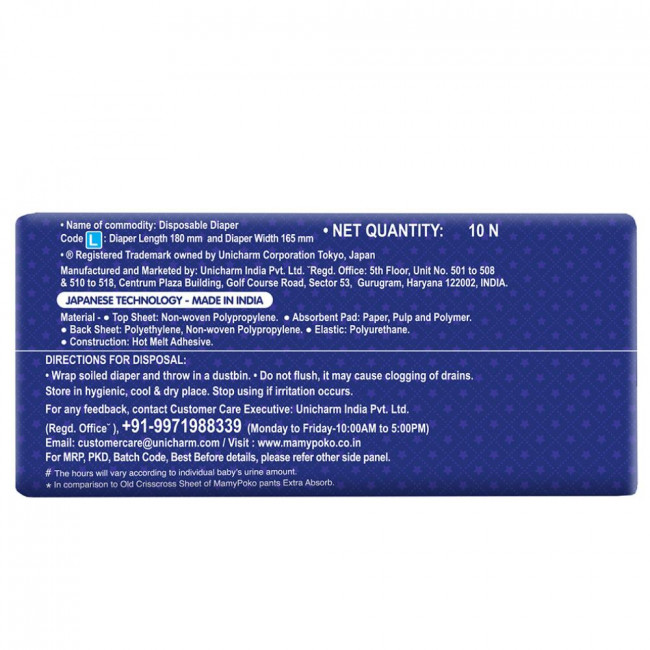 • Name of commodity: Disposable Diaper
Code L : Diaper Length 180 mm and Diaper Width 165 mm
• NET QUANTITY: 10 N
• ® Registered Trademark owned by Unicharm Corporation Tokyo, Japan
Manufactured and Marketed by: Unicharm India Pvt. Ltd. ˜Regd. Office: 5th Floor, Unit No. 501 to 508
& 510 to 518, Centrum Plaza Building, Golf Course Road, Sector 53, Gurugram, Haryana 122002, INDIA.
JAPANESE TECHNOLOGY - MADE IN INDIA
Material - ● Top Sheet: Non-woven Polypropylene. ● Absorbent Pad: Paper, Pulp and Polymer.
● Back Sheet: Polyethylene, Non-woven Polypropylene. ● Elastic: Polyurethane.
● Construction: Hot Melt Adhesive.
DIRECTIONS FOR DISPOSAL:
• Wrap soiled diaper and throw in a dustbin. • Do not flush, it may cause clogging of drains.
Store in hygienic, cool & dry place. Stop using if irritation occurs.
For any feedback, contact Customer Care Executive: Unicharm India Pvt. Ltd.
(Regd. Office˜ ), +91-9971988339 (Monday to Friday-10:00AM to 5:00PM)
Email: customercare@unicharm.com / Visit : www.mamypoko.co.in
For MRP, PKD, Batch Code, Best Before details, please refer other side panel.
# The hours will vary according to individual baby's urine amount.
* In comparison to Old Crisscross Sheet of MamyPoko pants Extra Absorb.